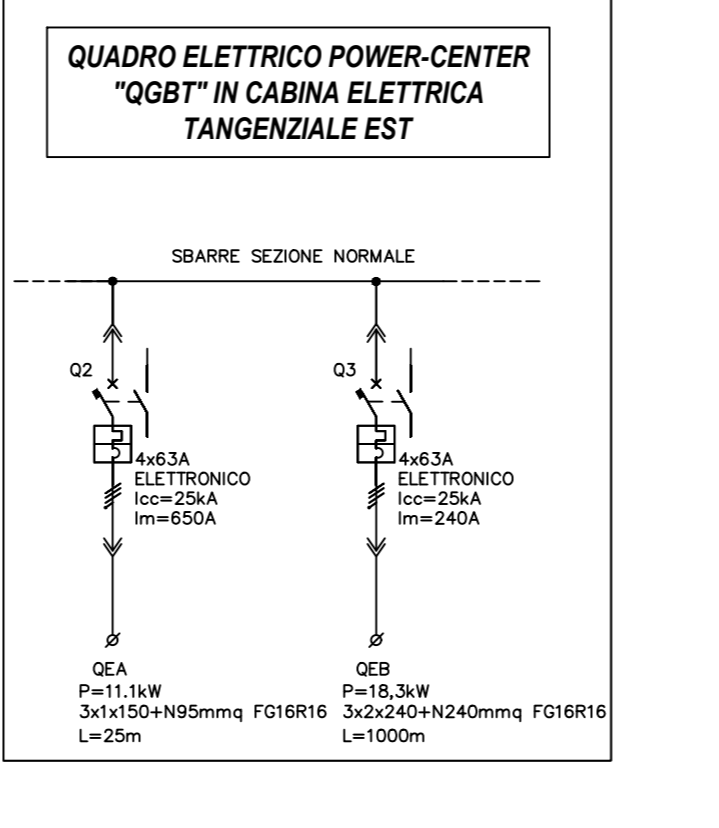 QUADRO ELETTRICO POWER-CENTER
"QGBT" IN CABINA ELETTRICA
TANGENZIALE EST
SBARRE SEZIONE NORMALE
Q2
4x63A
ELETTRONICO
Icc=25kA
Im=650A
QEA
P=11.1kW
3x1x150+N95mmq FG16R16
L=25m
Q3
4x63A
ELETTRONICO
Icc=25kA
Im=240A
QEB
P=18,3kW
3x2x240+N240mmq FG16R16
L=1000m